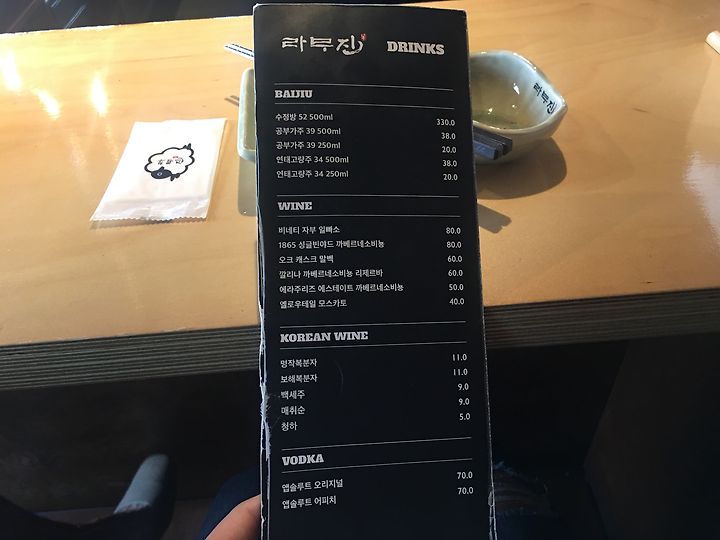 라무진 DRINKS
BAIJIU
수정방 52 500ml 330.0
공부가주 39 500ml 38.0
공부가주 39 250ml 20.0
연태고량주 34 500ml 38.0
연태고량주 34 250ml 20.0
WINE
비네티 자부 일빠소 80.0
1865 싱글빈야드 까베르네소비뇽 80.0
오크 캐스크 말벡 60.0
깔리나 까베르네소비뇽 리제르바 60.0
에라주리즈 에스테이트 까베르네소비뇽 50.0
옐로우테일 모스카토 40.0
KOREAN WINE
명작복분자 11.0
보해복분자 11.0
백세주 9.0
매취순 9.0
청하 5.0
VODKA
앱솔루트 오리지널 70.0
앱솔루트 어피치 70.0
라무진
라무진